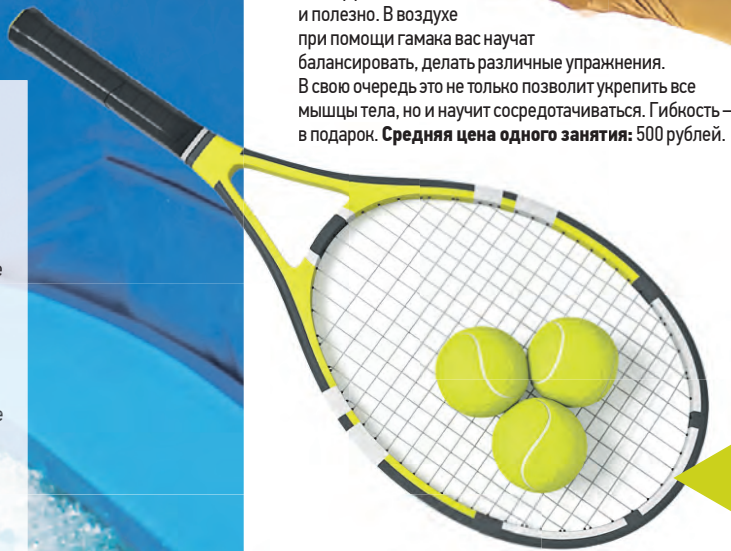 и полезно. В воздухе
при помощи гамака вас научат
балансировать, делать различные упражнения.
В свою очередь это не только позволит укрепить все
мышцы тела, но и научит сосредотачиваться. Гибкость –
в подарок. Средняя цена одного занятия: 500 рублей.
е
е